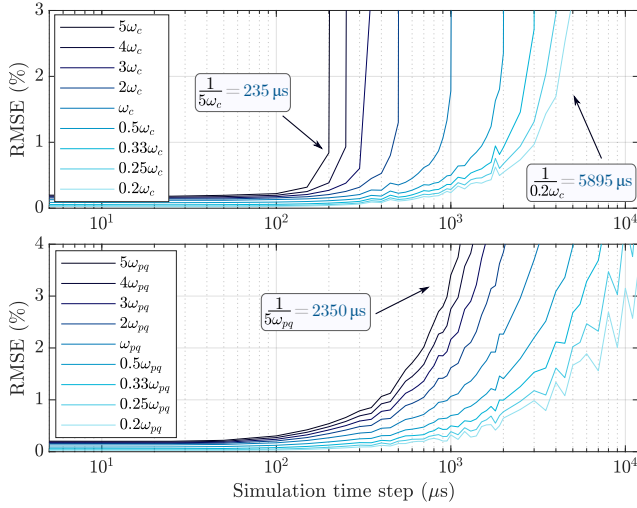 3
2
1
0
RMSE (%)
5ω_c
4ω_c
3ω_c
2ω_c
ω_c
0.5ω_c
0.33ω_c
0.25ω_c
0.2ω_c
1/5ω_c = 235 µs
1/0.2ω_c = 5895 µs
10^1 10^2 10^3 10^4
4
3
2
1
0
RMSE (%)
5ω_pq
4ω_pq
3ω_pq
2ω_pq
ω_pq
0.5ω_pq
0.33ω_pq
0.25ω_pq
0.2ω_pq
1/5ω_pq = 2350 µs
10^1 10^2 10^3 10^4
Simulation time step (µs)